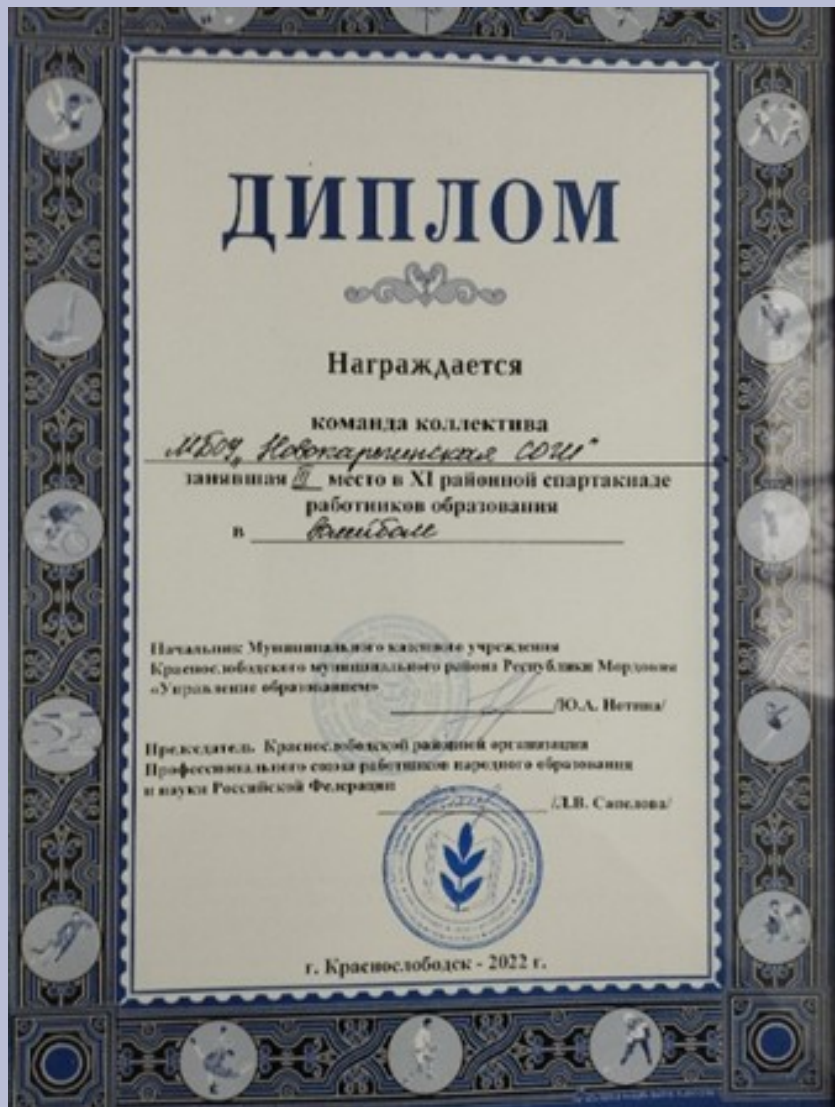 ДИПЛОМ
Награждается
команда коллектива
МБОУ „Новокарьгинская СОШ"
занявшая III место в XI районной спартакиаде
работников образования
в волейболе
Начальник Муниципального казенного учреждения
Краснослободского муниципального района Республики Мордовия
«Управление образованием»
/Ю.А. Нотина/
Председатель Краснослободской районной организации
Профессионального союза работников народного образования
и науки Российской Федерации
/Л.В. Сапелова/
г. Краснослободск - 2022 г.